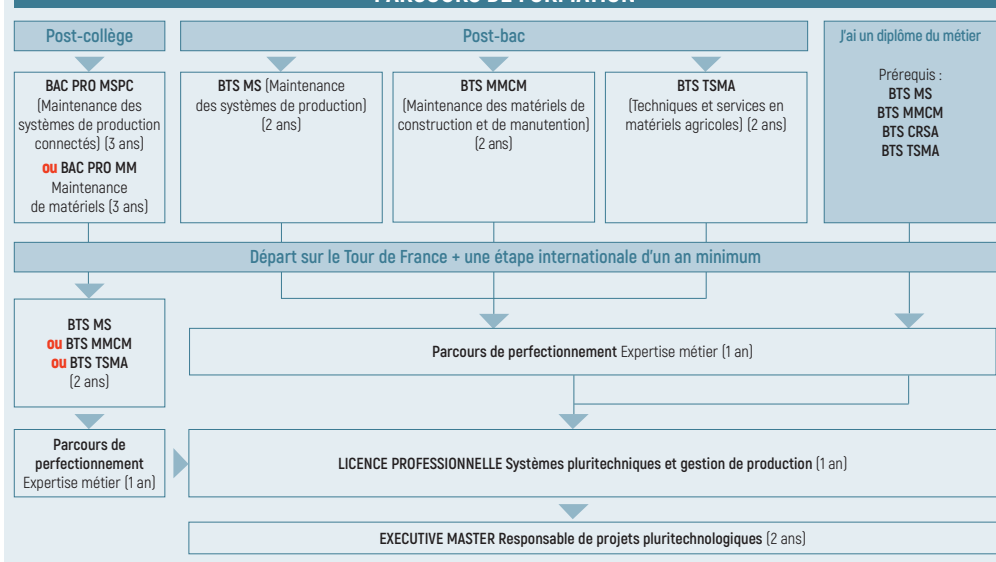 PARCOURS DE FORMATION
Post-collège
Post-bac
J'ai un diplôme du métier
BAC PRO MSPC
(Maintenance des
systèmes de production
connectés) (3 ans)
ou BAC PRO MM
Maintenance
de matériels (3 ans)
BTS MS (Maintenance
des systèmes de production)
(2 ans)
BTS MMCM
(Maintenance des matériels de
construction et de manutention)
(2 ans)
BTS TSMA
(Techniques et services en
matériels agricoles) (2 ans)
Prérequis :
BTS MS
BTS MMCM
BTS CRSA
BTS TSMA
Départ sur le Tour de France + une étape internationale d'un an minimum
BTS MS
ou BTS MMCM
ou BTS TSMA
(2 ans)
Parcours de perfectionnement Expertise métier (1 an)
Parcours de
perfectionnement
Expertise métier (1 an)
LICENCE PROFESSIONNELLE Systèmes pluritechniques et gestion de production (1 an)
EXECUTIVE MASTER Responsable de projets pluritechnologiques (2 ans)